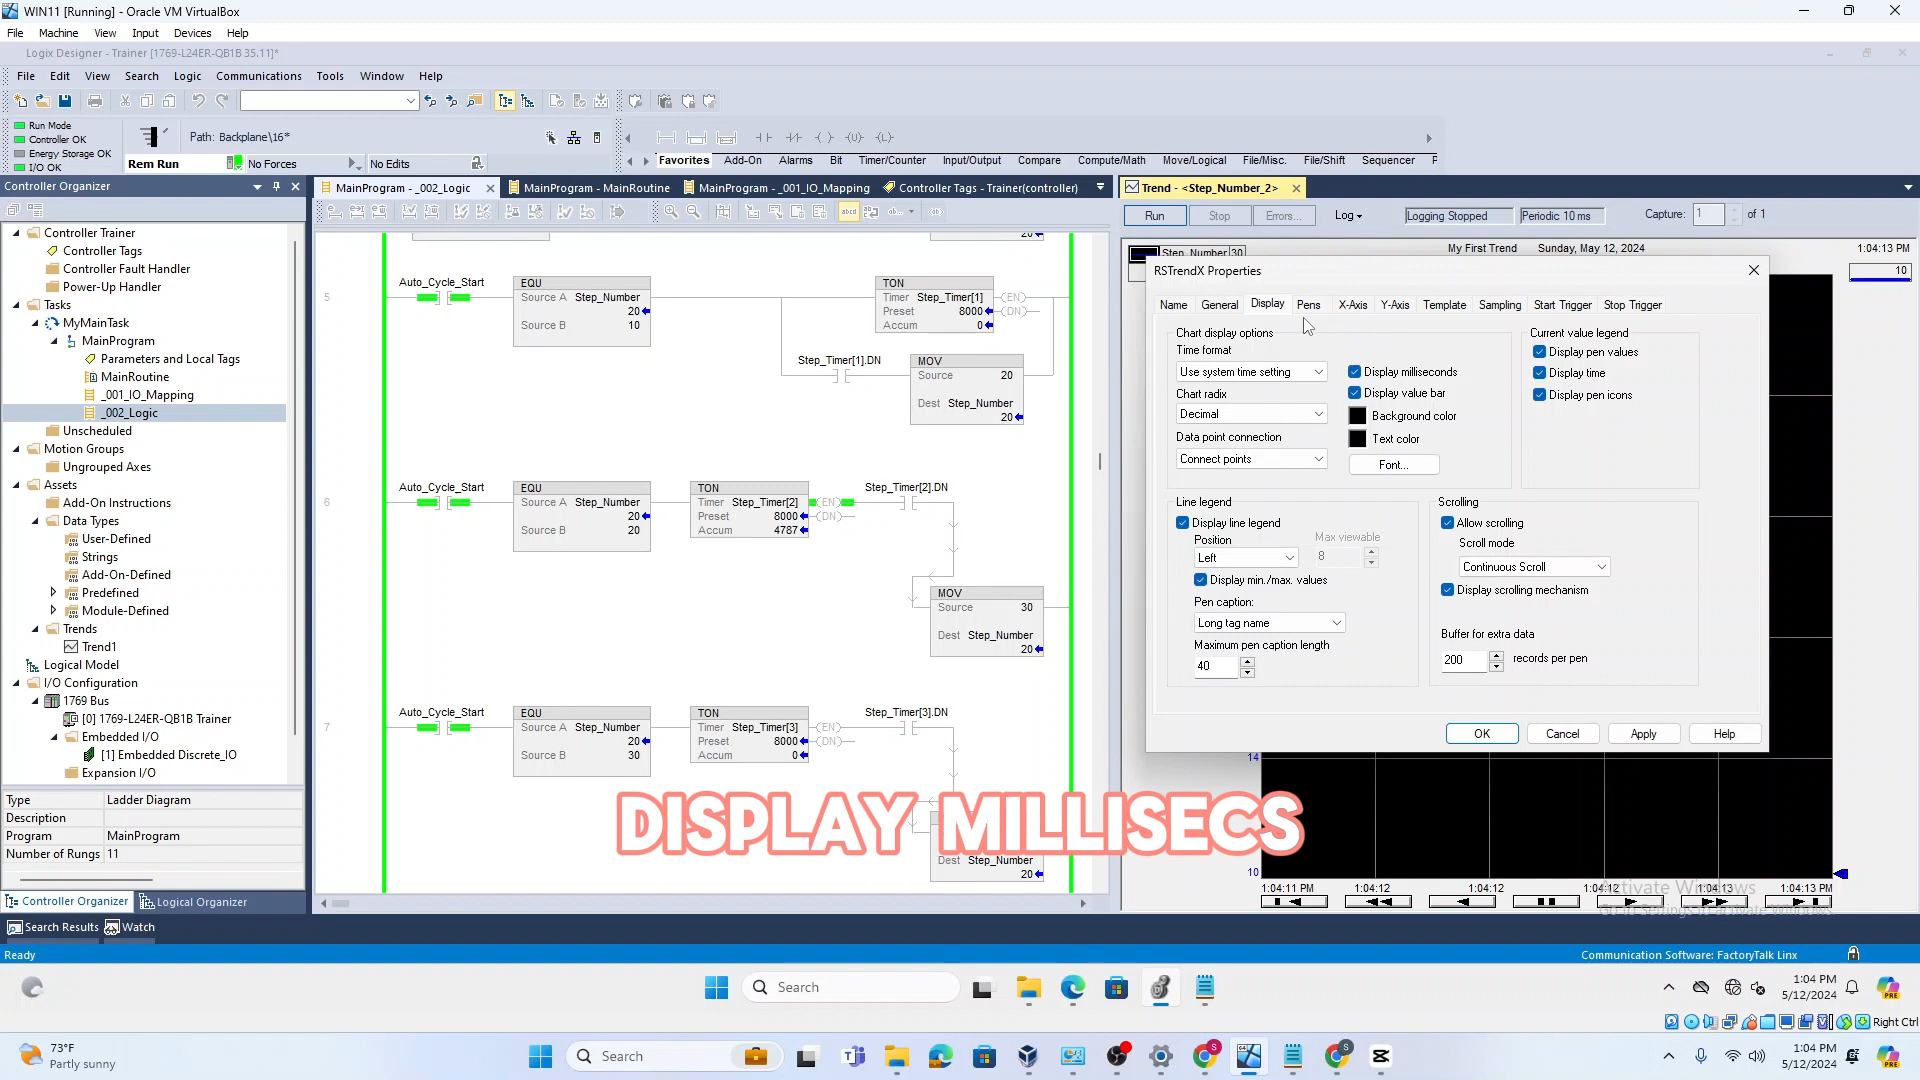 WIN11 [Running] - Oracle VM VirtualBox
File Machine View Input Devices Help
Logix Designer - Trainer [1769-L24ER-QB1B 35.11]*
File Edit View Search Logic Communications Tools Window Help
Run Mode
Controller OK
Energy Storage OK
I/O OK
Path: Backplane\16*
Rem Run No Forces No Edits
Favorites Add-On Alarms Bit Timer/Counter Input/Output Compare Compute/Math Move/Logical File/Misc. File/Shift Sequencer P
Controller Organizer
MainProgram - _002_Logic
MainProgram - MainRoutine
MainProgram - _001_IO_Mapping
Controller Tags - Trainer(controller)
Trend - <Step_Number_2>
Run Stop Errors... Log Logging Stopped Periodic 10 ms Capture: 1 of 1
Controller Trainer
Controller Tags
Controller Fault Handler
Power-Up Handler
Tasks
MyMainTask
MainProgram
Parameters and Local Tags
MainRoutine
_001_IO_Mapping
_002_Logic
Unscheduled
Motion Groups
Ungrouped Axes
Assets
Add-On Instructions
Data Types
User-Defined
Strings
Add-On-Defined
Predefined
Module-Defined
Trends
Trend1
Logical Model
I/O Configuration
1769 Bus
[0] 1769-L24ER-QB1B Trainer
Embedded I/O
[1] Embedded Discrete_IO
Expansion I/O
Type Ladder Diagram
Description
Program MainProgram
Number of Rungs 11
Controller Organizer Logical Organizer
20
5
Auto_Cycle_Start
EQU
Source A Step_Number
20
Source B 10
TON
Timer Step_Timer[1] (EN)
Preset 8000 (DN)
Accum 0
Step_Timer[1].DN
MOV
Source 20
Dest Step_Number
20
6
Auto_Cycle_Start
EQU
Source A Step_Number
20
Source B 20
TON
Timer Step_Timer[2] (EN)
Preset 8000 (DN)
Accum 4787
Step_Timer[2].DN
MOV
Source 30
Dest Step_Number
20
7
Auto_Cycle_Start
EQU
Source A Step_Number
20
Source B 30
TON
Timer Step_Timer[3] (EN)
Preset 8000 (DN)
Accum 0
Step_Timer[3].DN
Dest Step_Number
20
DISPLAY MILLISECS
Step_Number[30]
My First Trend Sunday, May 12, 2024 1:04:13 PM
10
RSTrendX Properties
Name General Display Pens X-Axis Y-Axis Template Sampling Start Trigger Stop Trigger
Chart display options
Time format
Use system time setting
Chart radix
Decimal
Data point connection
Connect points
Display milliseconds
Display value bar
Background color
Text color
Font...
Current value legend
Display pen values
Display time
Display pen icons
Line legend
Display line legend
Position
Left
Max viewable
8
Display min./max. values
Pen caption:
Long tag name
Maximum pen caption length
40
Scrolling
Allow scrolling
Scroll mode
Continuous Scroll
Display scrolling mechanism
Buffer for extra data
200 records per pen
OK Cancel Apply Help
14
10
1:04:11 PM 1:04:12 1:04:12 1:04:12 1:04:13 1:04:13 PM
Activate Windows
Search Results Watch
Ready
Communication Software: FactoryTalk Linx
Search
1:04 PM
5/12/2024
PRE
Right Ctrl
73°F
Partly sunny
Search
1:04 PM
5/12/2024
PRE